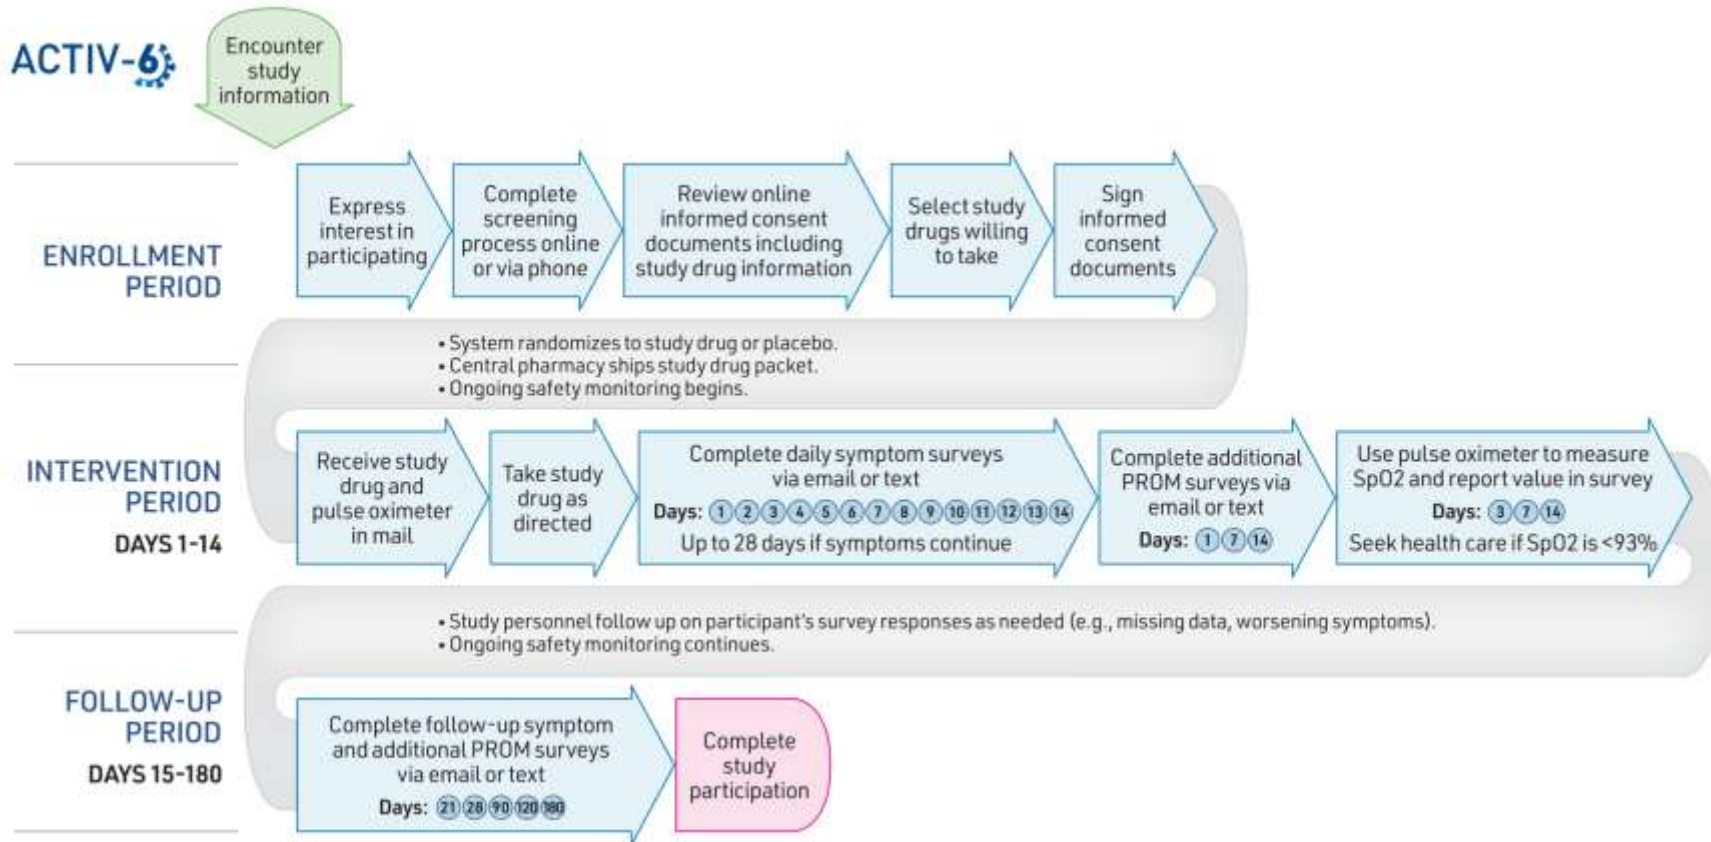 ACTIV-6
Encounter
study
information
ENROLLMENT
PERIOD
Express
interest in
participating
Complete
screening
process online
or via phone
Review online
informed consent
documents including
study drug information
Select study
drugs willing
to take
Sign
informed
consent
documents
• System randomizes to study drug or placebo.
• Central pharmacy ships study drug packet.
• Ongoing safety monitoring begins.
INTERVENTION
PERIOD
DAYS 1-14
Receive study
drug and
pulse oximeter
in mail
Take study
drug as
directed
Complete daily symptom surveys
via email or text
Days: 1 2 3 4 5 6 7 8 9 10 11 12 13 14
Up to 28 days if symptoms continue
Complete additional
PROM surveys via
email or text
Days: 1 7 14
Use pulse oximeter to measure
SpO2 and report value in survey
Days: 3 7 14
Seek health care if SpO2 is <93%
• Study personnel follow up on participant's survey responses as needed (e.g., missing data, worsening symptoms).
• Ongoing safety monitoring continues.
FOLLOW-UP
PERIOD
DAYS 15-180
Complete follow-up symptom
and additional PROM surveys
via email or text
Days: 21 28 90 120 180
Complete
study
participation